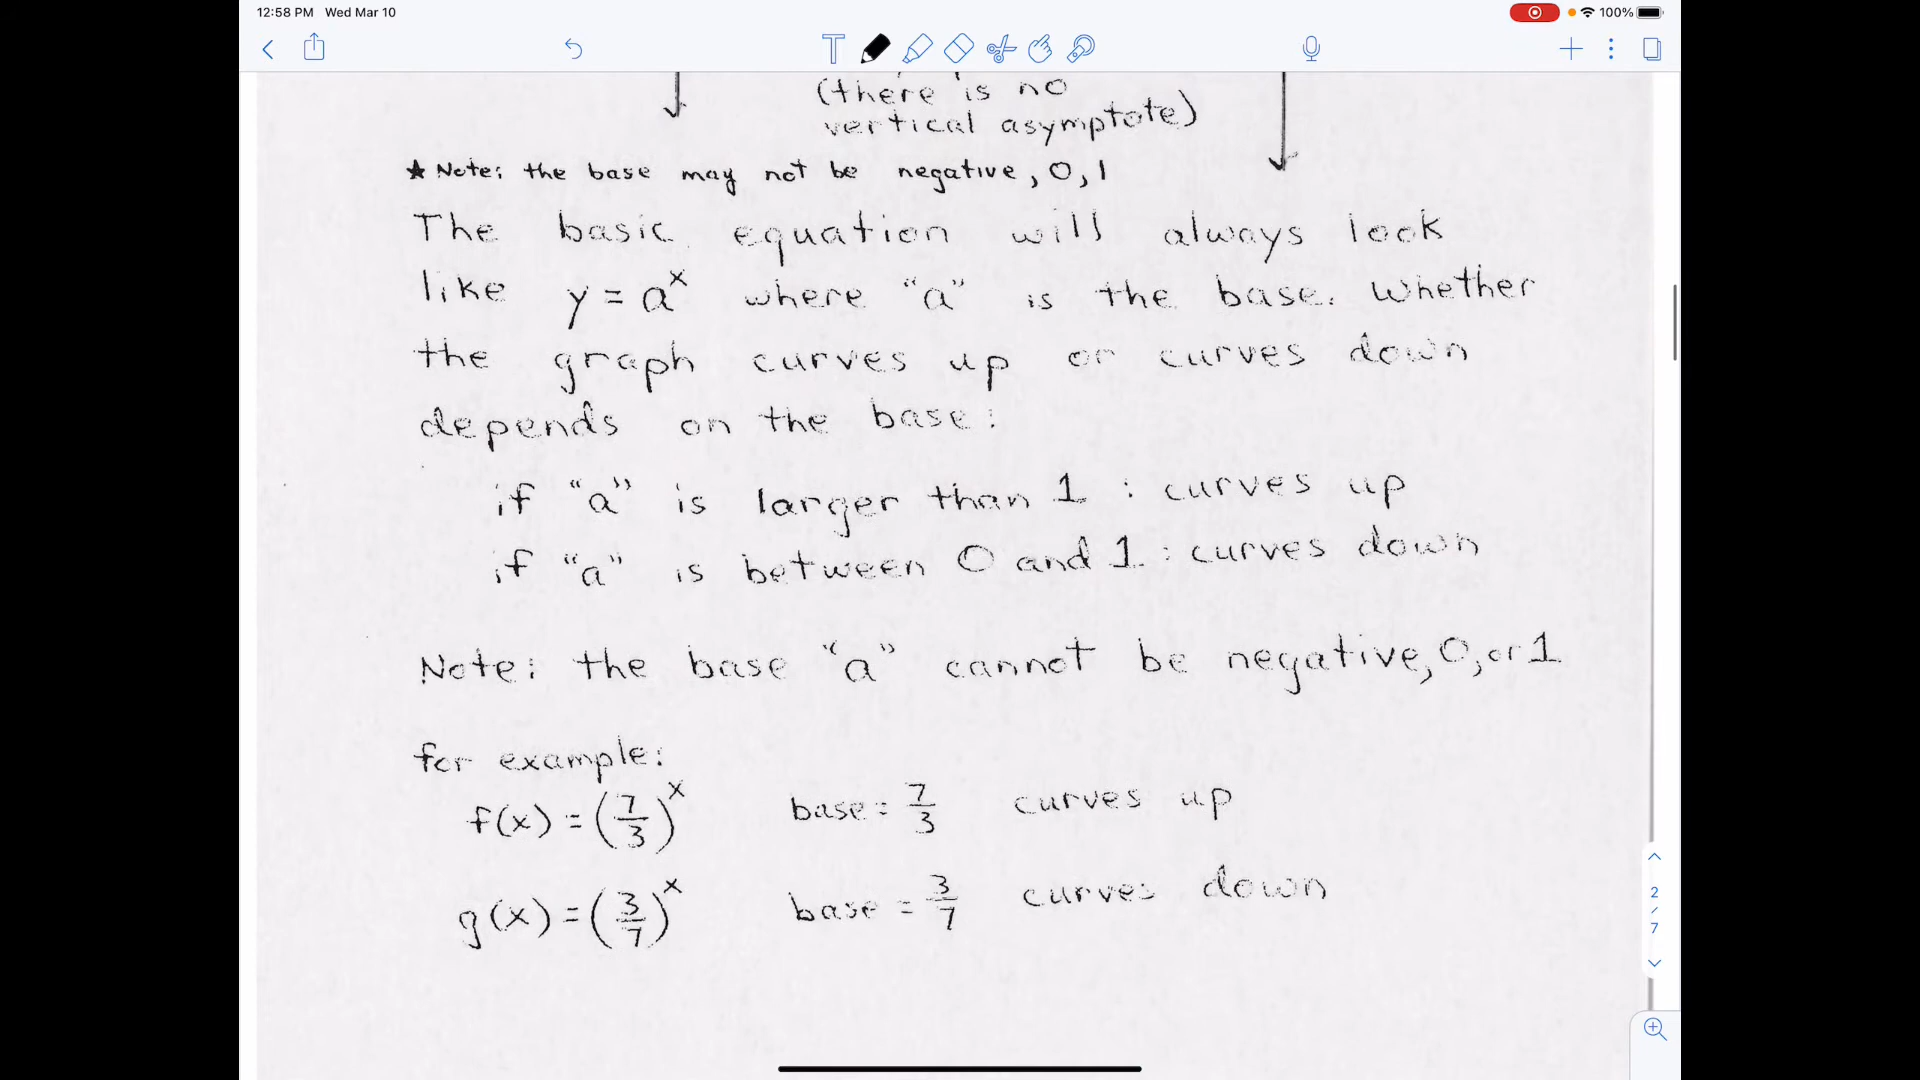 12:58 PM Wed Mar 10
100%
(there is no
vertical asymptote)
★ Note: the base may not be negative, 0, 1
The basic equation will always look
like y = aˣ where "a" is the base. Whether
the graph curves up or curves down
depends on the base:
if "a" is larger than 1 : curves up
if "a" is between 0 and 1 : curves down
Note: the base "a" cannot be negative, 0, or 1
for example:
f(x) = (7/3)ˣ base = 7/3 curves up
g(x) = (3/7)ˣ base = 3/7 curves down
2
/
7